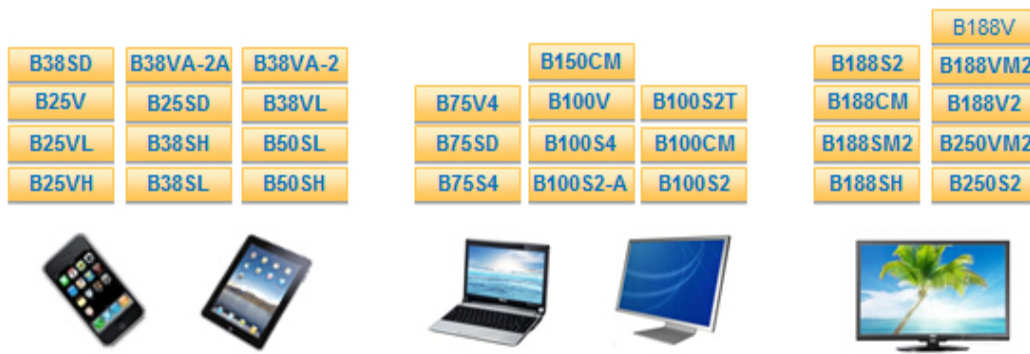 B188V
B38SD B38VA-2A B38VA-2 B150CM B188S2 B188VM2
B25V B25SD B38VL B75V4 B100V B100S2T B188CM B188V2
B25VL B38SH B50SL B75SD B100S4 B100CM B188SM2 B250VM2
B25VH B38SL B50SH B75S4 B100S2-A B100S2 B188SH B250S2